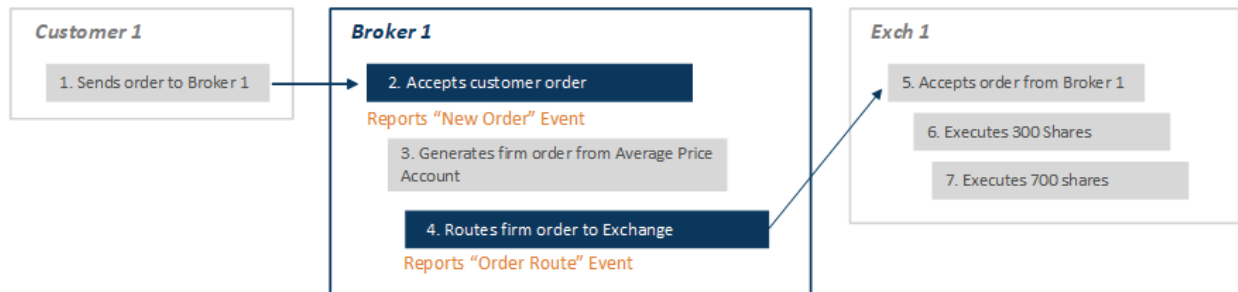 Customer 1
1. Sends order to Broker 1
Broker 1
2. Accepts customer order
Reports “New Order” Event
3. Generates firm order from Average Price
Account
4. Routes firm order to Exchange
Reports “Order Route” Event
Exch 1
5. Accepts order from Broker 1
6. Executes 300 Shares
7. Executes 700 shares